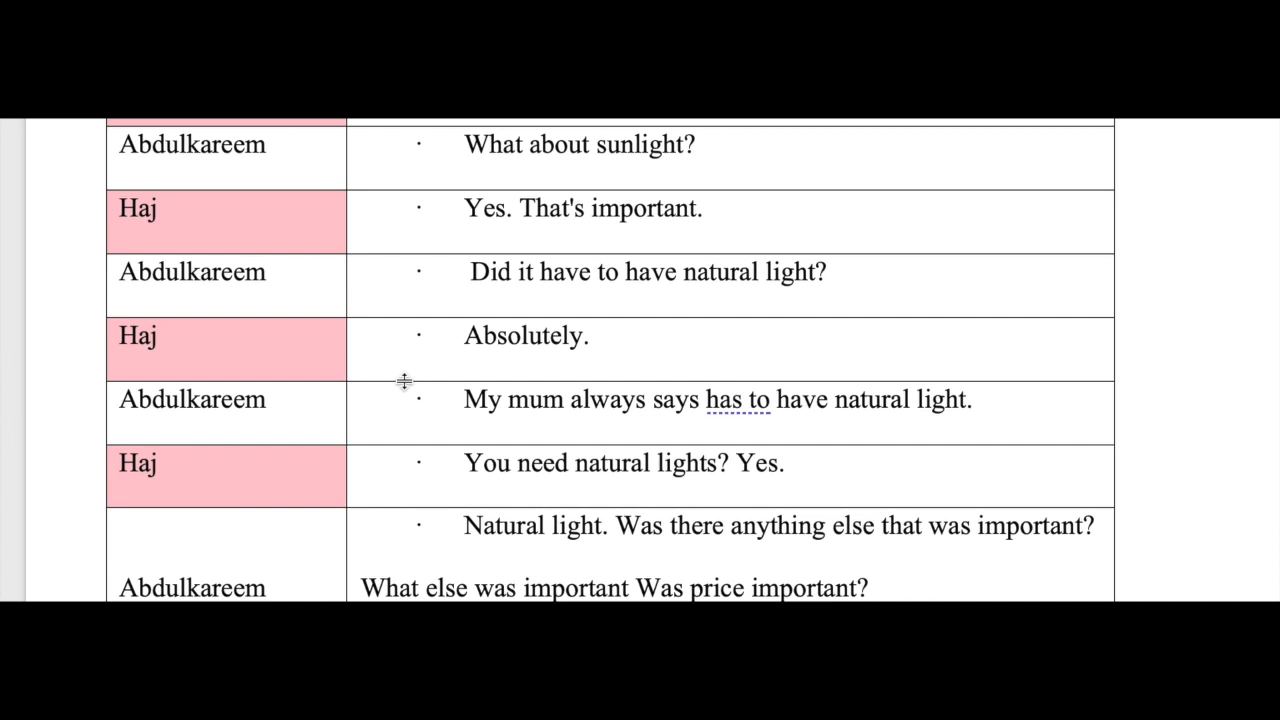 Abdulkareem · What about sunlight?
Haj · Yes. That's important.
Abdulkareem · Did it have to have natural light?
Haj · Absolutely.
Abdulkareem · My mum always says has to have natural light.
Haj · You need natural lights? Yes.
· Natural light. Was there anything else that was important?
Abdulkareem What else was important Was price important?